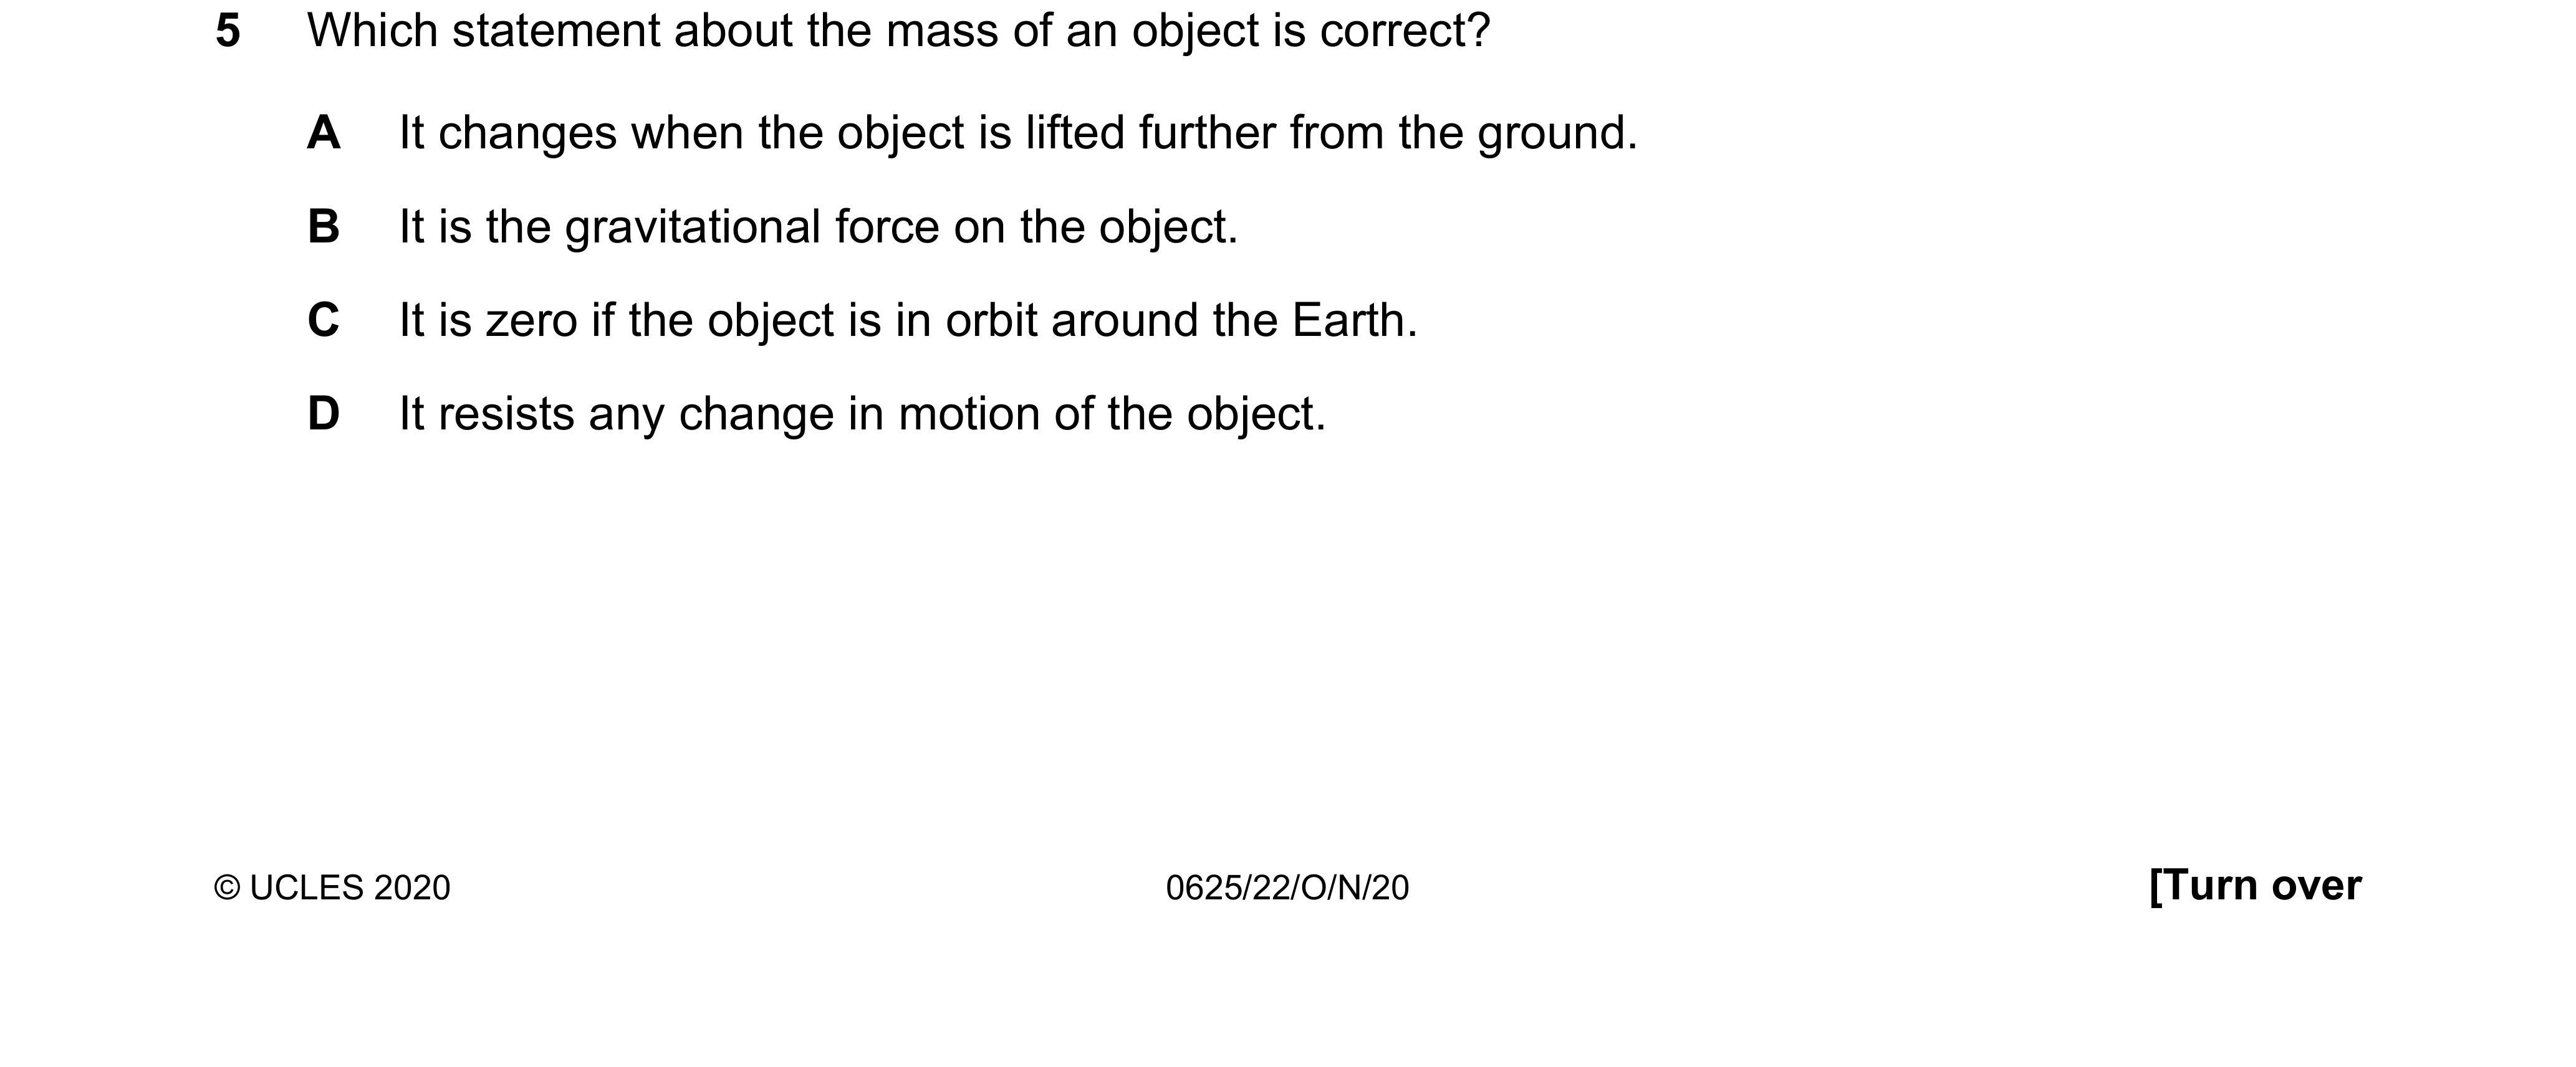 5 Which statement about the mass of an object is correct?
A It changes when the object is lifted further from the ground.
B It is the gravitational force on the object.
C It is zero if the object is in orbit around the Earth.
D It resists any change in motion of the object.
© UCLES 2020 0625/22/O/N/20 [Turn over